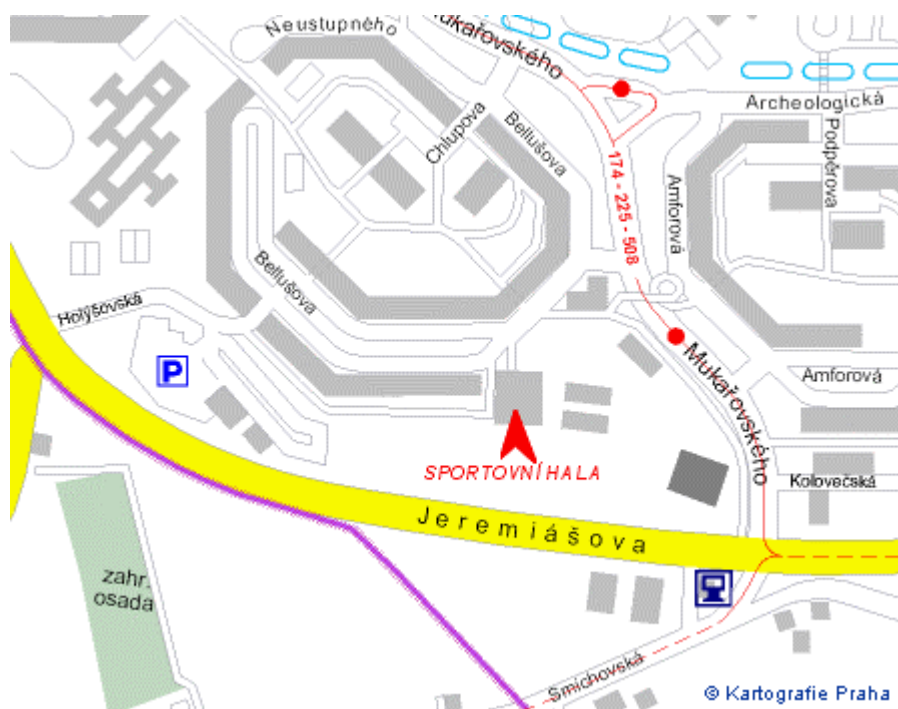 Neustupného
Mukařovského
Archeologická
Chlupova
Bellušova
Podpěrova
174 - 225 - 508
Amforová
Bellušova
Holýšovská
P
Mukařovského
Amforová
SPORTOVNÍ HALA
Kolovečská
Jeremiášova
zahr.
osada
Smíchovská
© Kartografie Praha